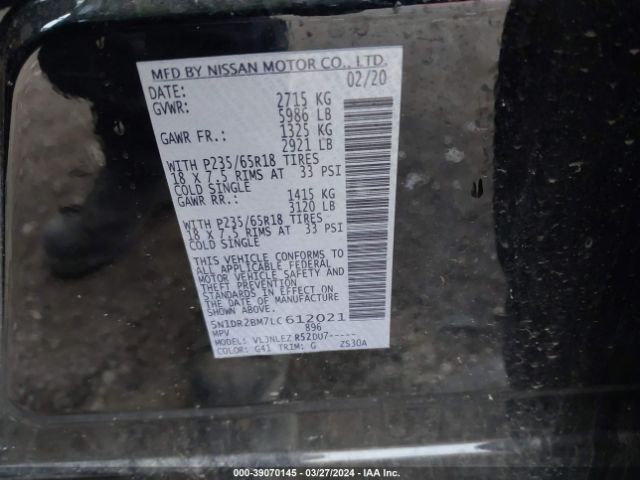 MFD BY NISSAN MOTOR CO., LTD.
DATE: 02/20
GVWR: 2715 KG
5986 LB
GAWR FR.: 1325 KG
2921 LB
WITH P235/65R18 TIRES
18 X 7.5 RIMS AT 33 PSI
COLD SINGLE
GAWR RR.: 1415 KG
3120 LB
WITH P235/65R18 TIRES
18 X 7.5 RIMS AT 33 PSI
COLD SINGLE
THIS VEHICLE CONFORMS TO
ALL APPLICABLE FEDERAL
MOTOR VEHICLE SAFETY AND
THEFT PREVENTION
STANDARDS IN EFFECT ON
THE DATE OF MANUFACTURE
SHOWN ABOVE.
5N1DR2BM7LC612021
MPV 896
MODEL: VLJNLEZ R52DU7-----
COLOR: G41 TRIM: G ZS30A
000-39070145 - 03/27/2024 - IAA Inc.